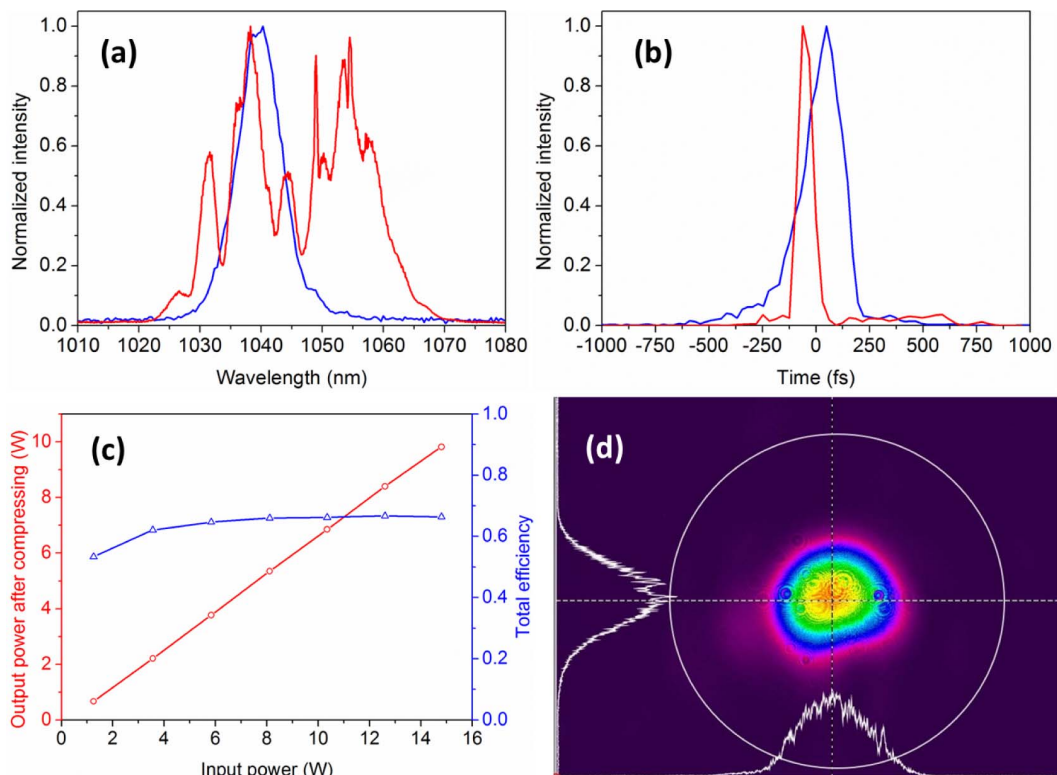 (a)
Normalized intensity
1.0
0.8
0.6
0.4
0.2
0.0
1010 1020 1030 1040 1050 1060 1070 1080
Wavelength (nm)
(b)
Normalized intensity
1.0
0.8
0.6
0.4
0.2
0.0
-1000 -750 -500 -250 0 250 500 750 1000
Time (fs)
(c)
Output power after compressing (W)
10
8
6
4
2
0
1.0
0.8
0.6
0.4
0.2
0.0
Total efficiency
0 2 4 6 8 10 12 14 16
Input power (W)
(d)